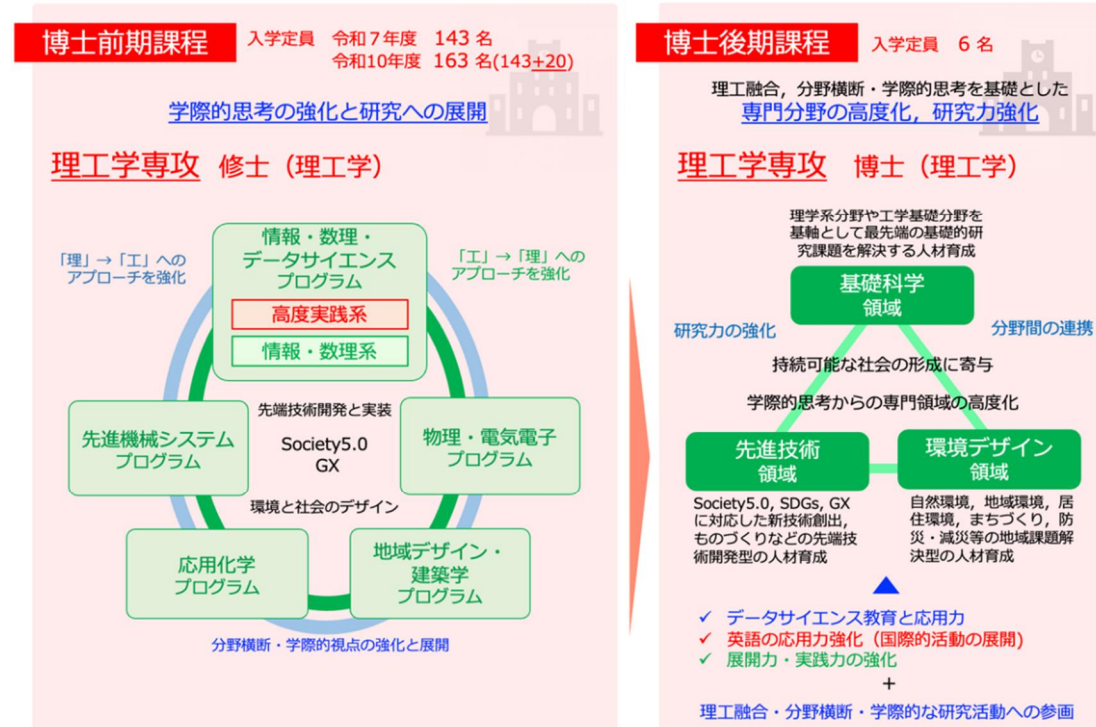 博士前期課程
入学定員 令和7年度 143 名
令和10年度 163 名(143+20)
学際的思考の強化と研究への展開
理工学専攻 修士（理工学）
「理」→「工」への
アプローチを強化
「工」→「理」への
アプローチを強化
情報・数理・
データサイエンス
プログラム
高度実践系
情報・数理系
先進機械システム
プログラム
先端技術開発と実装
Society5.0
GX
環境と社会のデザイン
物理・電気電子
プログラム
応用化学
プログラム
地域デザイン・
建築学
プログラム
分野横断・学際的視点の強化と展開
博士後期課程
入学定員 6 名
理工融合，分野横断・学際的思考を基礎とした
専門分野の高度化，研究力強化
理工学専攻 博士（理工学）
理学系分野や工学基礎分野を
基軸として最先端の基礎的研
究課題を解決する人材育成
基礎科学
領域
研究力の強化
分野間の連携
持続可能な社会の形成に寄与
学際的思考からの専門領域の高度化
先進技術
領域
環境デザイン
領域
Society5.0, SDGs, GX
に対応した新技術創出，
ものづくりなどの先端技
術開発型の人材育成
自然環境，地域環境，居
住環境，まちづくり，防
災・減災等の地域課題解
決型の人材育成
✓ データサイエンス教育と応用力
✓ 英語の応用力強化（国際的活動の展開）
✓ 展開力・実践力の強化
+
理工融合・分野横断・学際的な研究活動への参画